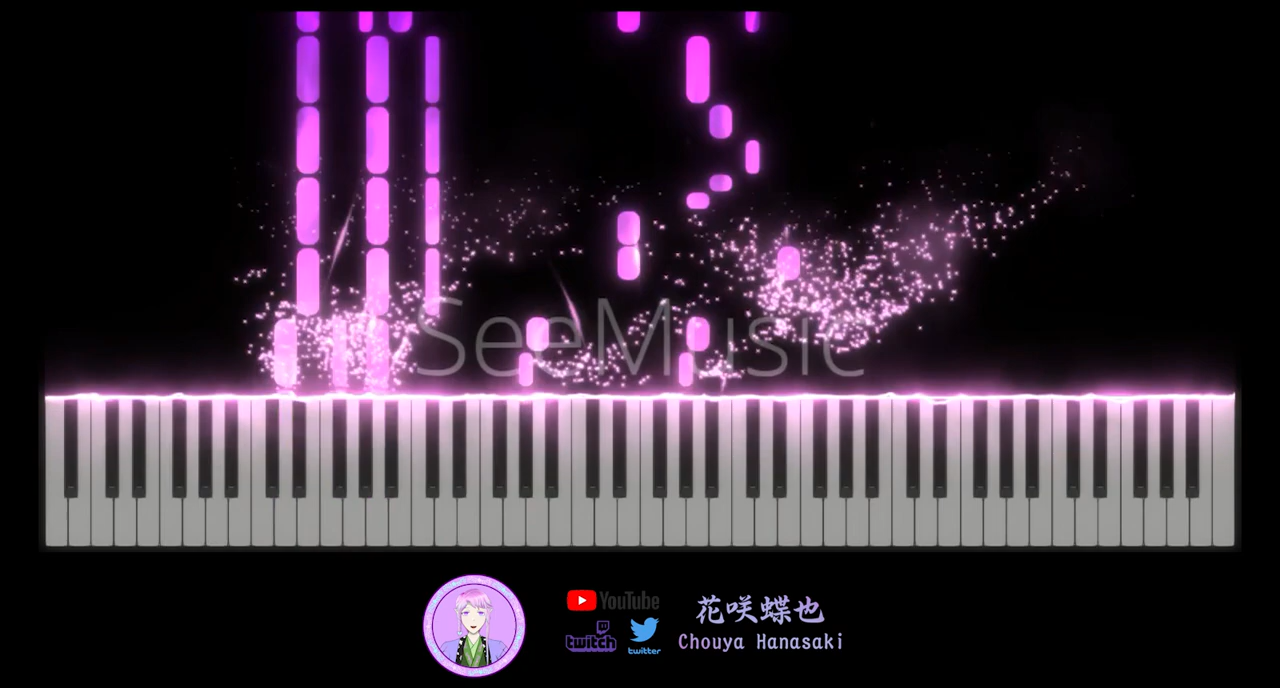 SeeMusic
YouTube
twitch
twitter
花咲蝶也
Chouya Hanasaki